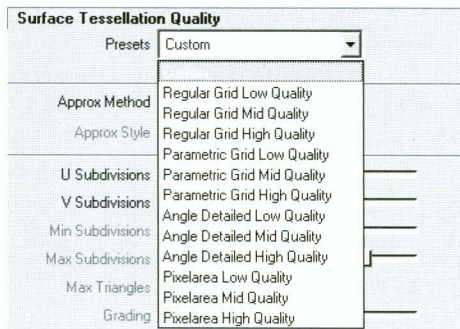 Surface Tessellation Quality
Presets Custom
Approx Method
Approx Style
U Subdivisions
V Subdivisions
Min Subdivisions
Max Subdivisions
Max Triangles
Grading
Regular Grid Low Quality
Regular Grid Mid Quality
Regular Grid High Quality
Parametric Grid Low Quality
Parametric Grid Mid Quality
Parametric Grid High Quality
Angle Detailed Low Quality
Angle Detailed Mid Quality
Angle Detailed High Quality
Pixelarea Low Quality
Pixelarea Mid Quality
Pixelarea High Quality